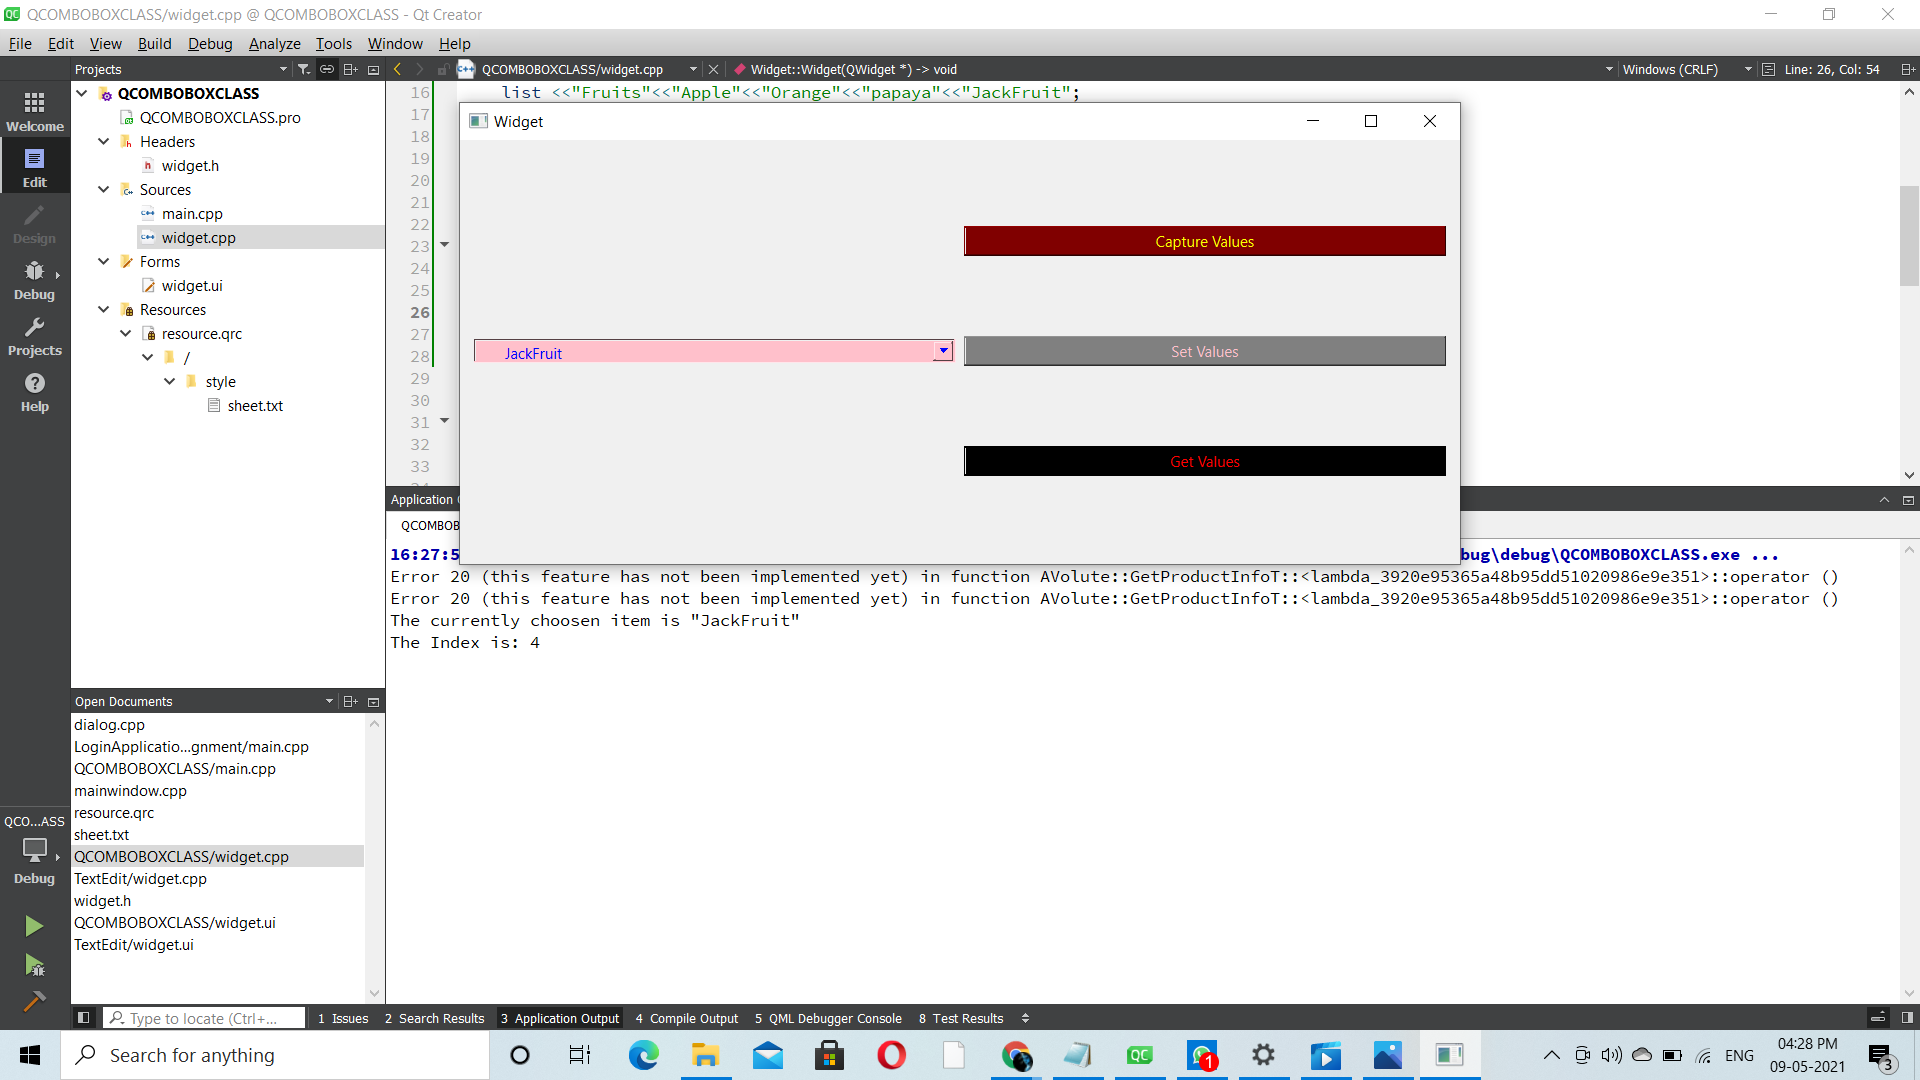 QCOMBOBOXCLASS/widget.cpp @ QCOMBOBOXCLASS - Qt Creator
File Edit View Build Debug Analyze Tools Window Help
Projects
QCOMBOBOXCLASS/widget.cpp
Widget::Widget(QWidget *) -> void
Windows (CRLF)
Line: 26, Col: 54
Welcome
Edit
Design
Debug
Projects
Help
QCOMBOBOXCLASS
QCOMBOBOXCLASS.pro
Headers
widget.h
Sources
main.cpp
widget.cpp
Forms
widget.ui
Resources
resource.qrc
/
style
sheet.txt
16 list <<"Fruits"<<"Apple"<<"Orange"<<"papaya"<<"JackFruit";
17
18
19
20
21
22
23
24
25
26
27
28
29
30
31
32
33
Widget
Capture Values
JackFruit
Set Values
Get Values
Application
QCOMBOB
16:27:5
bug\debug\QCOMBOBOXCLASS.exe ...
Error 20 (this feature has not been implemented yet) in function AVolute::GetProductInfoT::<lambda_3920e95365a48b95dd51020986e9e351>::operator ()
Error 20 (this feature has not been implemented yet) in function AVolute::GetProductInfoT::<lambda_3920e95365a48b95dd51020986e9e351>::operator ()
The currently choosen item is "JackFruit"
The Index is: 4
Open Documents
dialog.cpp
LoginApplicatio...gnment/main.cpp
QCOMBOBOXCLASS/main.cpp
mainwindow.cpp
resource.qrc
sheet.txt
QCOMBOBOXCLASS/widget.cpp
TextEdit/widget.cpp
widget.h
QCOMBOBOXCLASS/widget.ui
TextEdit/widget.ui
QCO...ASS
Debug
Type to locate (Ctrl+...
1 Issues 2 Search Results 3 Application Output 4 Compile Output 5 QML Debugger Console 8 Test Results
Search for anything
QC
1
ENG
04:28 PM
09-05-2021
3